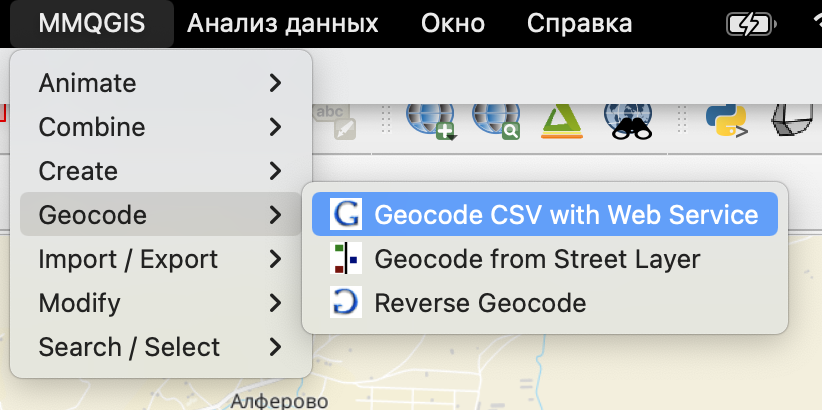 MMQGIS Анализ данных Окно Справка
Animate
abc
Combine
Create
Geocode
Geocode CSV with Web Service
Import / Export
Geocode from Street Layer
Modify
Reverse Geocode
Search / Select
Алферово